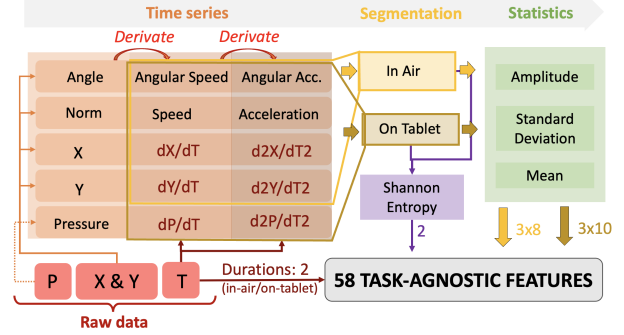 Time series
Segmentation
Statistics
Derivate
Derivate
Angle
Angular Speed
Angular Acc.
Norm
Speed
Acceleration
X
dX/dT
d2X/dT2
Y
dY/dT
d2Y/dT2
Pressure
dP/dT
d2P/dT2
In Air
On Tablet
Shannon
Entropy
2
Amplitude
Standard
Deviation
Mean
3x8
3x10
P
X & Y
T
Durations: 2
(in-air/on-tablet)
58 TASK-AGNOSTIC FEATURES
Raw data